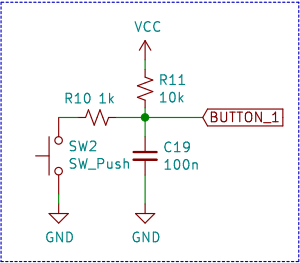 VCC
R11
10k
R10 1k
BUTTON_1
SW2
SW_Push
C19
100n
GND
GND